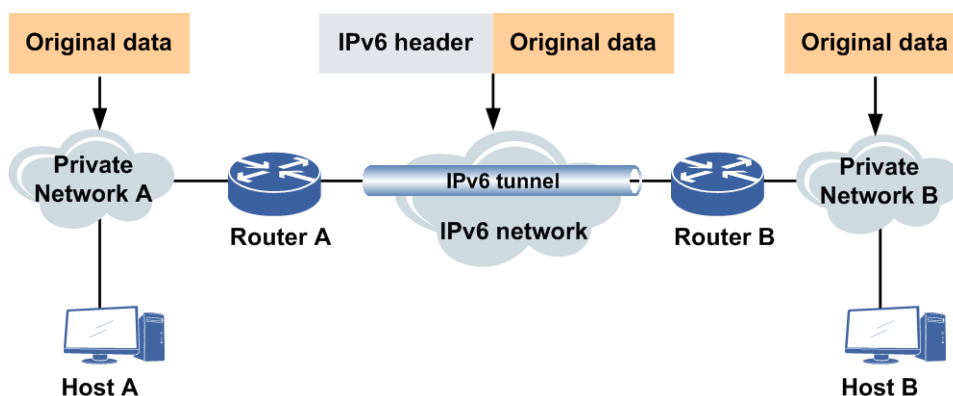 Original data
IPv6 header
Original data
Original data
Private
Network A
IPv6 tunnel
Private
Network B
Router A
IPv6 network
Router B
Host A
Host B